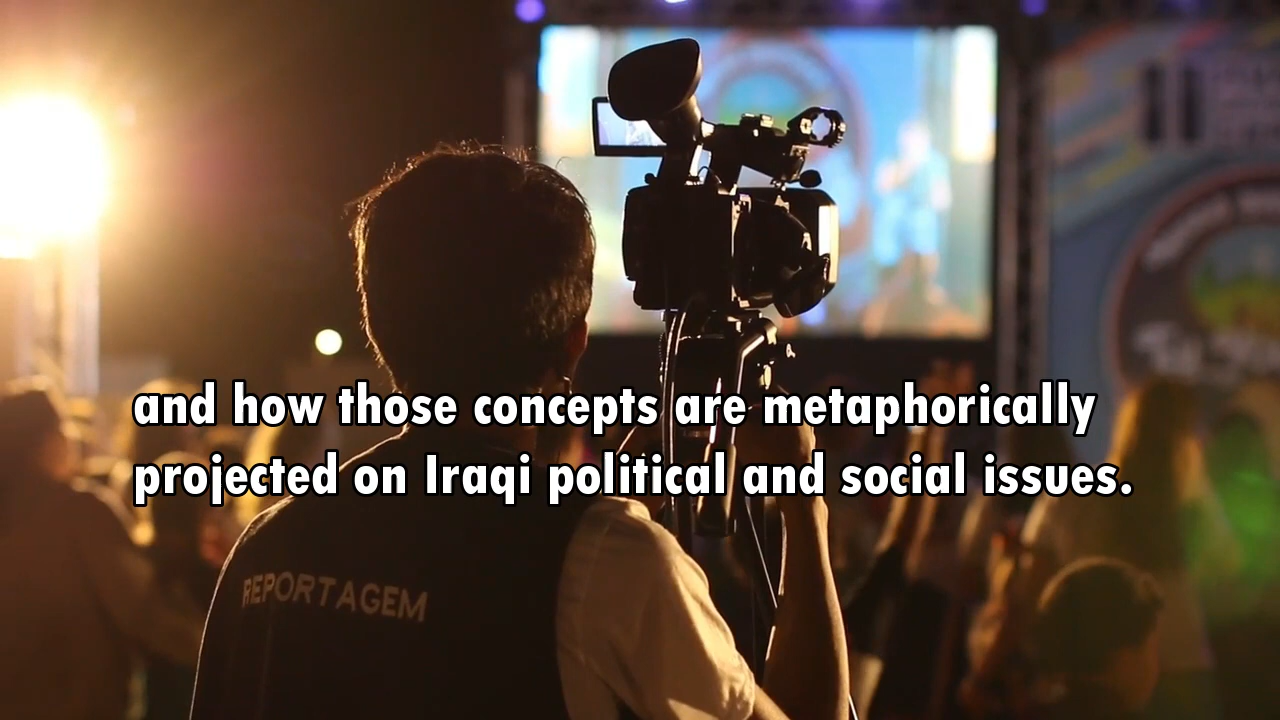 and how those concepts are metaphorically
projected on Iraqi political and social issues.
REPORTAGEM